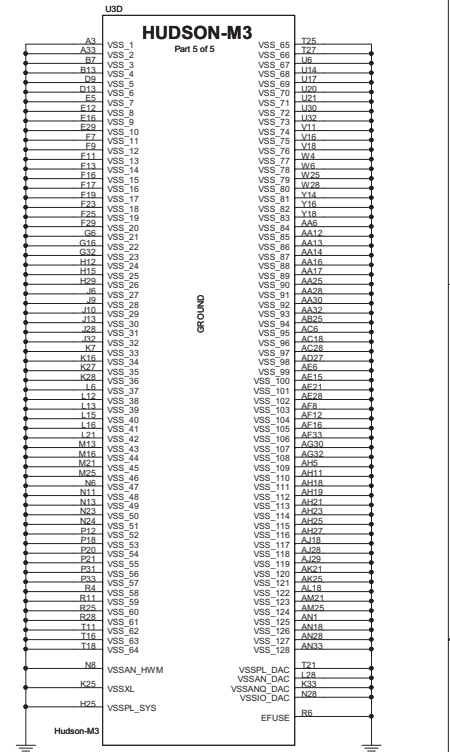 U3D
HUDSON-M3
Part 5 of 5
A3 VSS_1 VSS_65 T25
A33 VSS_2 VSS_66 T27
B7 VSS_3 VSS_67 U6
B13 VSS_4 VSS_68 U14
D9 VSS_5 VSS_69 U17
D13 VSS_6 VSS_70 U20
E5 VSS_7 VSS_71 U21
E12 VSS_8 VSS_72 U30
E16 VSS_9 VSS_73 U32
E29 VSS_10 VSS_74 V11
F7 VSS_11 VSS_75 V16
F9 VSS_12 VSS_76 V18
F11 VSS_13 VSS_77 W4
F13 VSS_14 VSS_78 W6
F16 VSS_15 VSS_79 W25
F17 VSS_16 VSS_80 W28
F19 VSS_17 VSS_81 Y14
F23 VSS_18 VSS_82 Y16
F25 VSS_19 VSS_83 Y18
F29 VSS_20 VSS_84 AA6
G6 VSS_21 VSS_85 AA12
G16 VSS_22 VSS_86 AA13
G32 VSS_23 VSS_87 AA14
H12 VSS_24 VSS_88 AA16
H15 VSS_25 VSS_89 AA17
H29 VSS_26 VSS_90 AA25
J6 VSS_27 VSS_91 AA28
J9 VSS_28 VSS_92 AA30
J10 VSS_29 VSS_93 AA32
J13 VSS_30 VSS_94 AB25
J28 VSS_31 VSS_95 AC6
J32 VSS_32 VSS_96 AC18
K7 VSS_33 VSS_97 AC28
K16 VSS_34 VSS_98 AD27
K27 VSS_35 VSS_99 AE6
K28 VSS_36 VSS_100 AE15
L6 VSS_37 VSS_101 AE21
L12 VSS_38 VSS_102 AE28
L13 VSS_39 VSS_103 AF8
L15 VSS_40 VSS_104 AF12
L16 VSS_41 VSS_105 AF16
L21 VSS_42 VSS_106 AF33
M13 VSS_43 VSS_107 AG30
M16 VSS_44 VSS_108 AG32
M21 VSS_45 VSS_109 AH5
M25 VSS_46 VSS_110 AH11
N6 VSS_47 VSS_111 AH18
N11 VSS_48 VSS_112 AH19
N13 VSS_49 VSS_113 AH21
N23 VSS_50 VSS_114 AH23
N24 VSS_51 VSS_115 AH25
P12 VSS_52 VSS_116 AH27
P18 VSS_53 VSS_117 AJ18
P20 VSS_54 VSS_118 AJ28
P21 VSS_55 VSS_119 AJ29
P31 VSS_56 VSS_120 AK21
P33 VSS_57 VSS_121 AK25
R4 VSS_58 VSS_122 AL18
R11 VSS_59 VSS_123 AM21
R25 VSS_60 VSS_124 AM25
R28 VSS_61 VSS_125 AN1
T11 VSS_62 VSS_126 AN18
T16 VSS_63 VSS_127 AN28
T18 VSS_64 VSS_128 AN33
GROUND
N8 VSSAN_HWM VSSPL_DAC T21
VSSAN_DAC L28
K25 VSSXL VSSANQ_DAC K33
VSSIO_DAC N28
H25 VSSPL_SYS
EFUSE R6
Hudson-M3